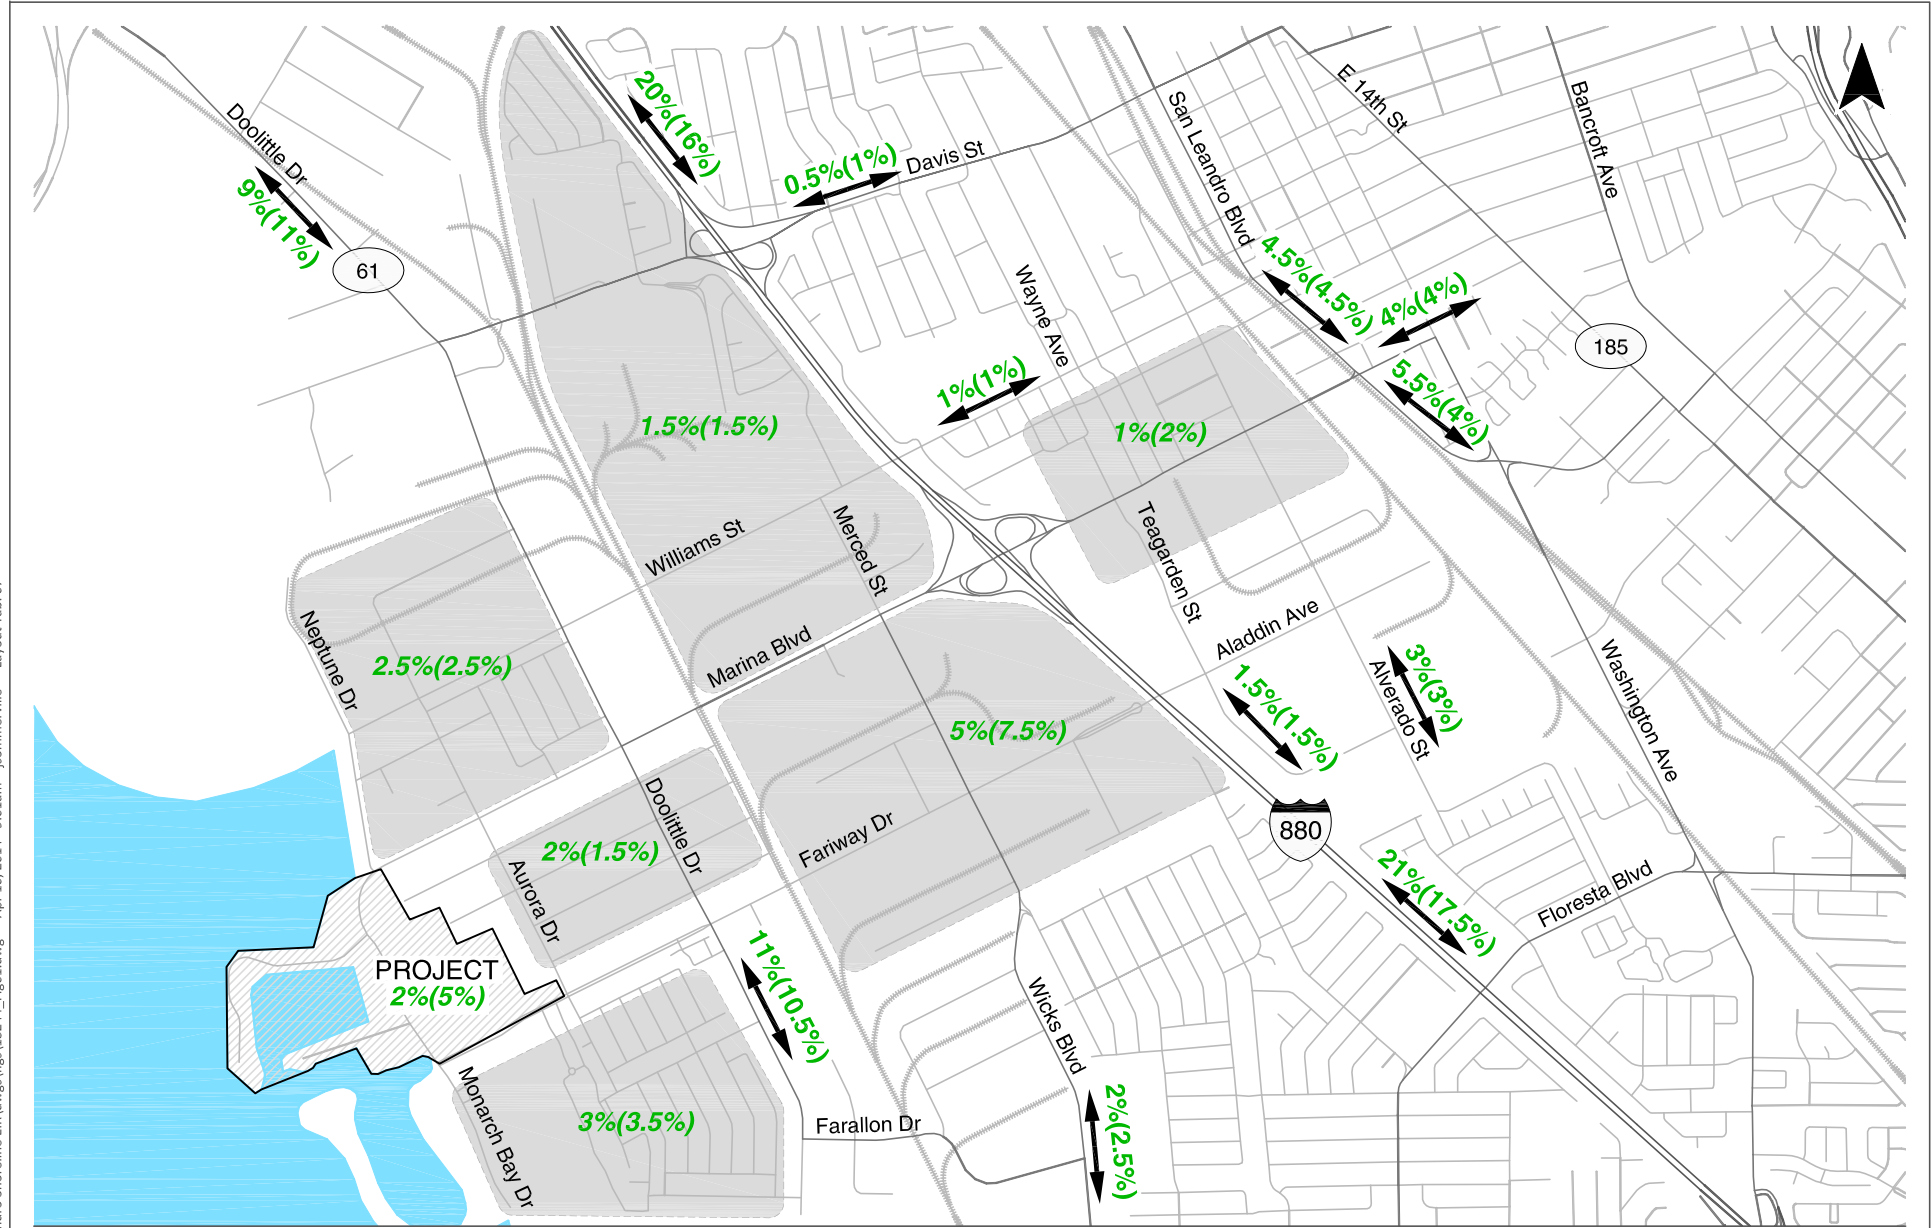 20%(16%)
E 14th St
Bancroft Ave
San Leandro Blvd
Doolittle Dr
0.5%(1%)
Davis St
9%(11%)
61
4.5%(4.5%)
4%(4%)
Wayne Ave
185
1%(1%)
5.5%(4%)
1.5%(1.5%)
1%(2%)
Williams St
Merced St
Teagarden St
Neptune Dr
2.5%(2.5%)
Marina Blvd
Aladdin Ave
Washington Ave
3%(3%)
Alverado St
1.5%(1.5%)
5%(7.5%)
Doolittle Dr
Fariway Dr
880
2%(1.5%)
Aurora Dr
21%(17.5%)
Floresta Blvd
PROJECT
2%(5%)
11%(10.5%)
Wicks Blvd
Monarch Bay Dr
3%(3.5%)
Farallon Dr
2%(2.5%)